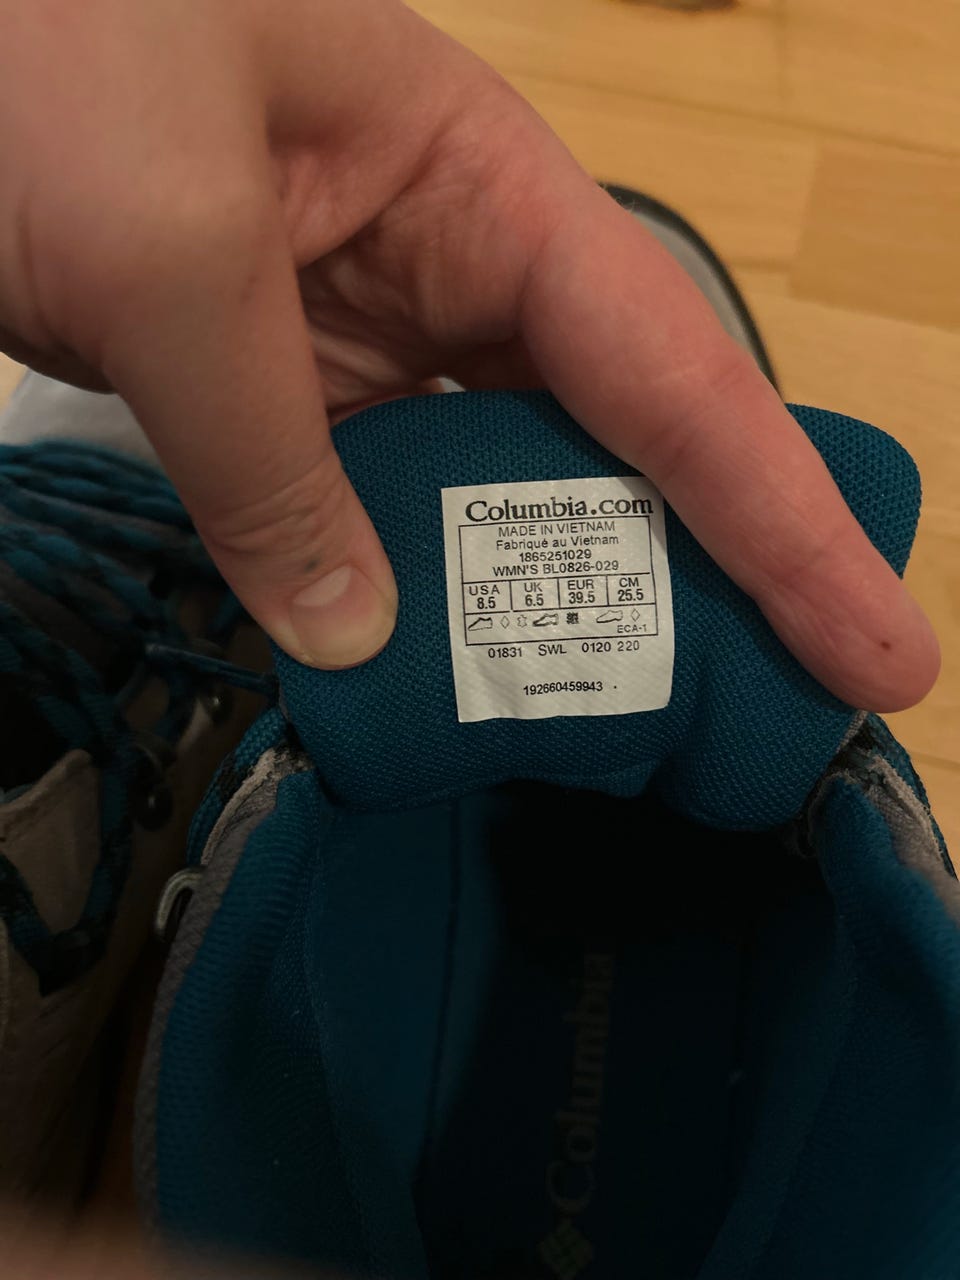 Columbia.com
MADE IN VIETNAM
Fabriqué au Vietnam
1865251029
WMN'S BL0826-029
USA UK EUR CM
8.5 6.5 39.5 25.5
ECA-1
01831 SWL 0120 220
192660459943
Columbia